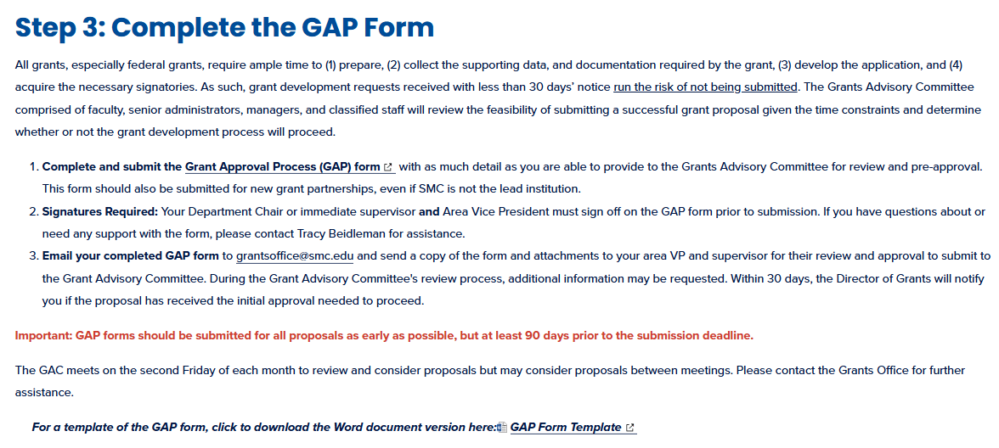 Step 3: Complete the GAP Form
All grants, especially federal grants, require ample time to (1) prepare, (2) collect the supporting data, and documentation required by the grant, (3) develop the application, and (4)
acquire the necessary signatories. As such, grant development requests received with less than 30 days' notice run the risk of not being submitted. The Grants Advisory Committee
comprised of faculty, senior administrators, managers, and classified staff will review the feasibility of submitting a successful grant proposal given the time constraints and determine
whether or not the grant development process will proceed.
1. Complete and submit the Grant Approval Process (GAP) form with as much detail as you are able to provide to the Grants Advisory Committee for review and pre-approval.
This form should also be submitted for new grant partnerships, even if SMC is not the lead institution.
2. Signatures Required: Your Department Chair or immediate supervisor and Area Vice President must sign off on the GAP form prior to submission. If you have questions about or
need any support with the form, please contact Tracy Beidleman for assistance.
3. Email your completed GAP form to grantsoffice@smc.edu and send a copy of the form and attachments to your area VP and supervisor for their review and approval to submit to
the Grant Advisory Committee. During the Grant Advisory Committee's review process, additional information may be requested. Within 30 days, the Director of Grants will notify
you if the proposal has received the initial approval needed to proceed.
Important: GAP forms should be submitted for all proposals as early as possible, but at least 90 days prior to the submission deadline.
The GAC meets on the second Friday of each month to review and consider proposals but may consider proposals between meetings. Please contact the Grants Office for further
assistance.
For a template of the GAP form, click to download the Word document version here: GAP Form Template